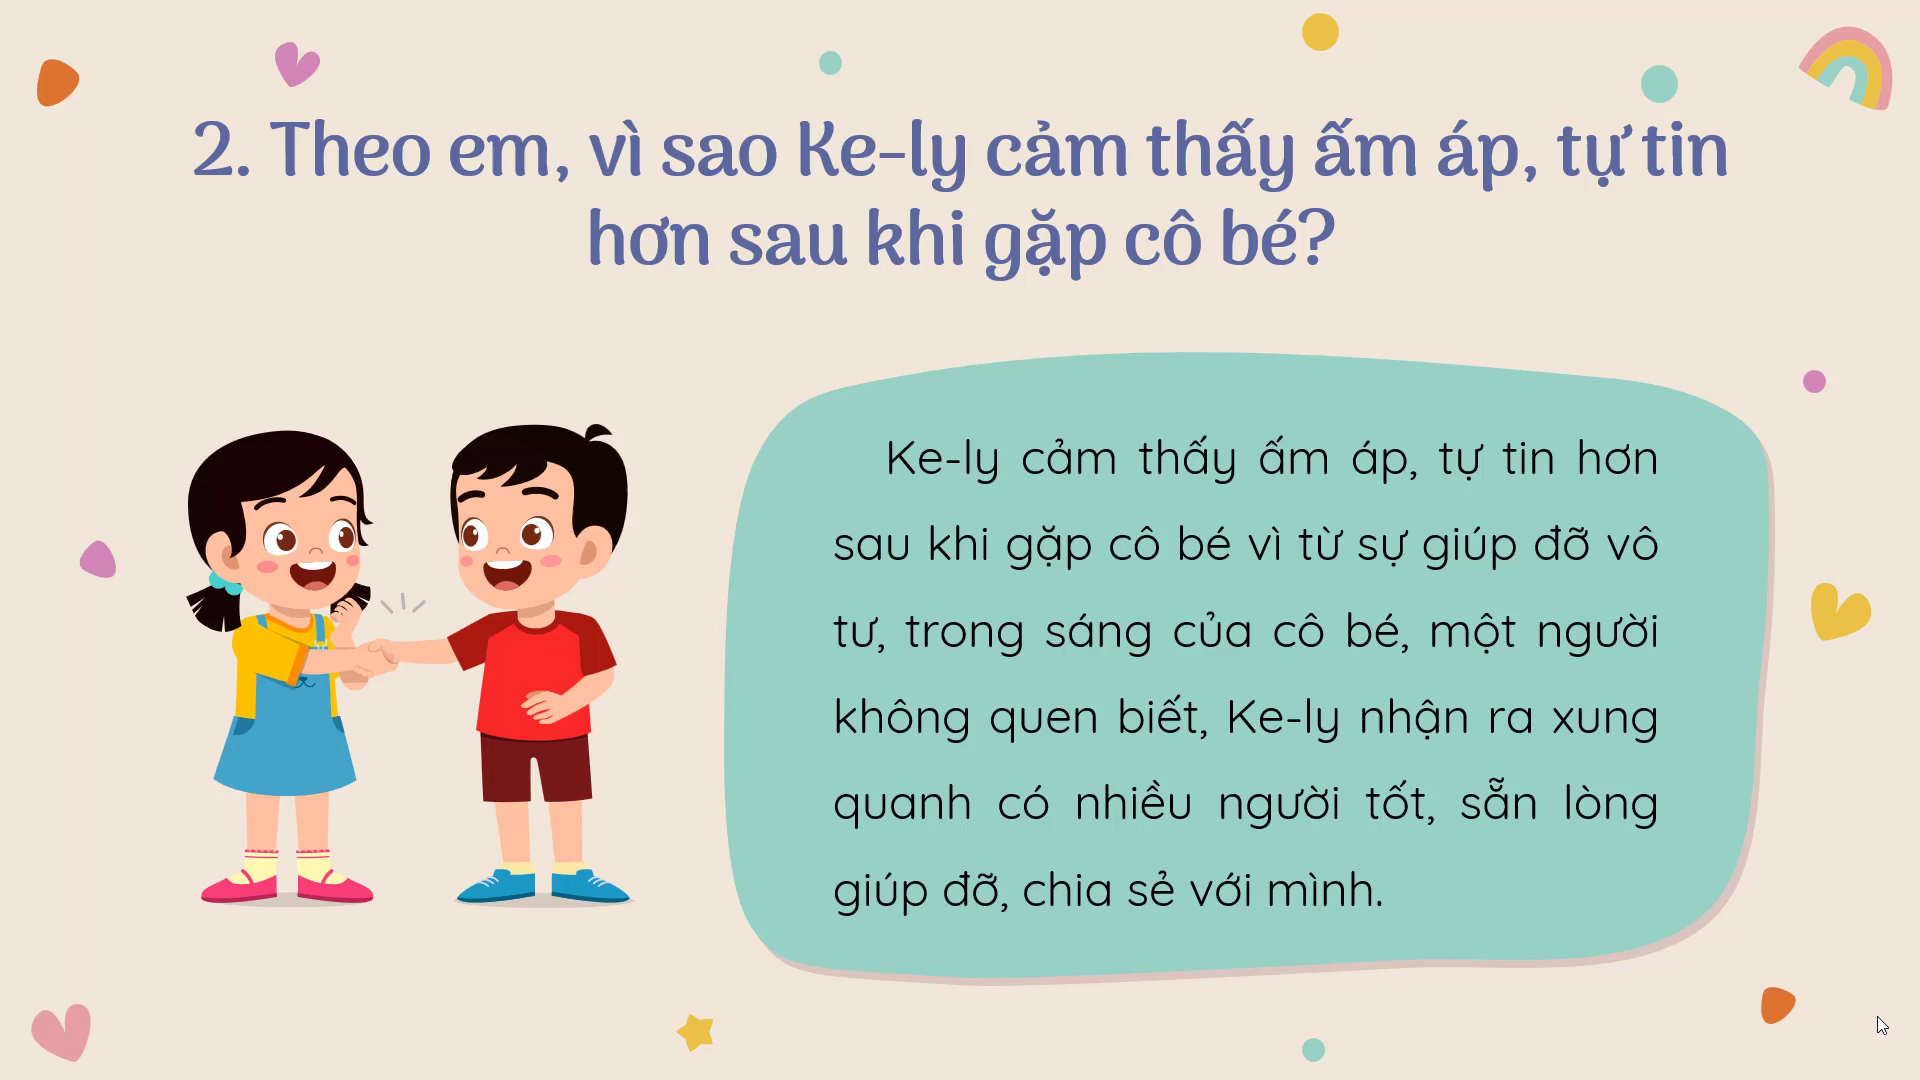 2. Theo em, vì sao Ke-ly cảm thấy ấm áp, tự tin
hơn sau khi gặp cô bé?
Ke-ly cảm thấy ấm áp, tự tin hơn
sau khi gặp cô bé vì từ sự giúp đỡ vô
tư, trong sáng của cô bé, một người
không quen biết, Ke-ly nhận ra xung
quanh có nhiều người tốt, sẵn lòng
giúp đỡ, chia sẻ với mình.